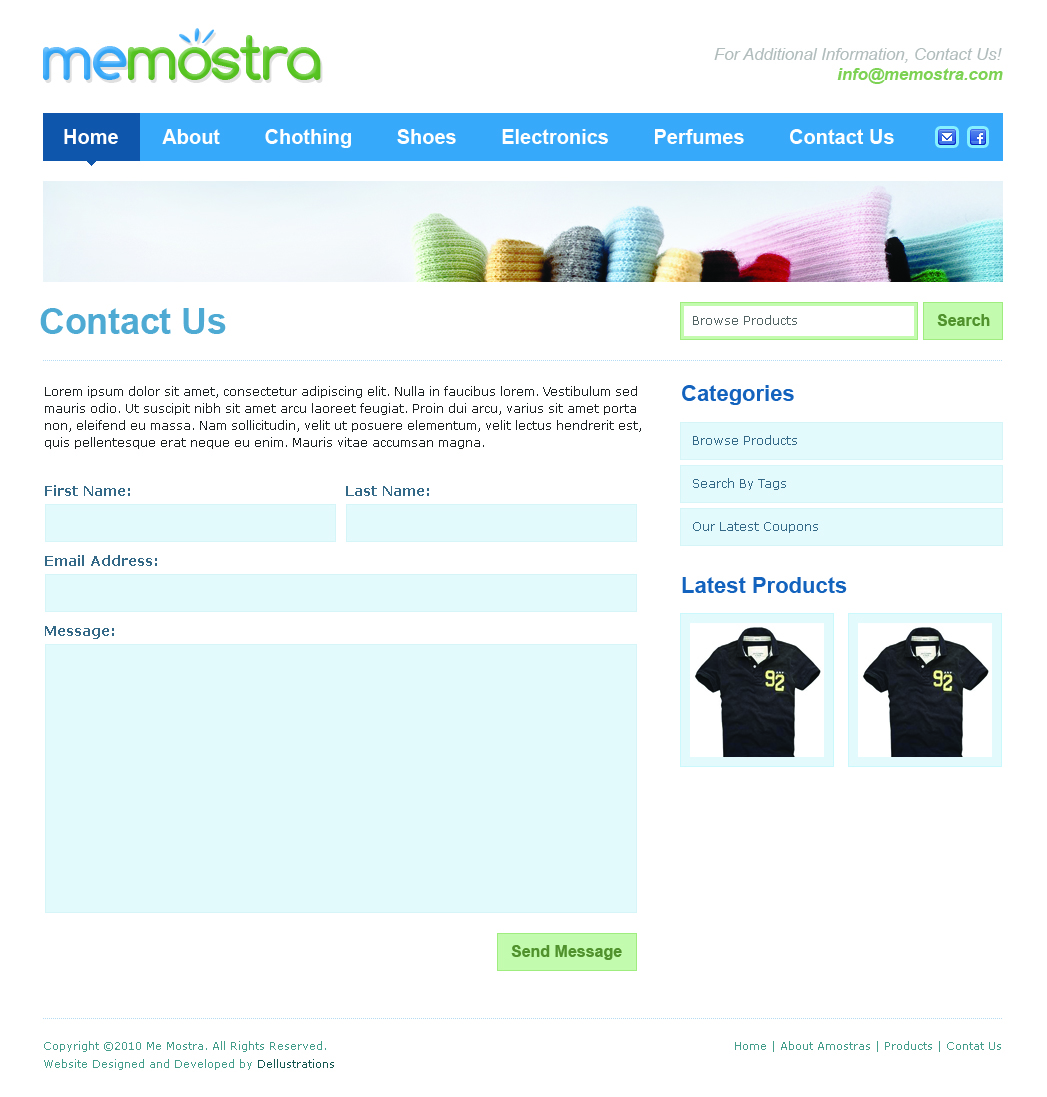 memostra
For Additional Information, Contact Us!
info@memostra.com
Home About Chothing Shoes Electronics Perfumes Contact Us
Contact Us
Browse Products Search
Lorem ipsum dolor sit amet, consectetur adipiscing elit. Nulla in faucibus lorem. Vestibulum sed
mauris odio. Ut suscipit nibh sit amet arcu laoreet feugiat. Proin dui arcu, varius sit amet porta
non, eleifend eu massa. Nam sollicitudin, velit ut posuere elementum, velit lectus hendrerit est,
quis pellentesque erat neque eu enim. Mauris vitae accumsan magna.
First Name: Last Name:
Email Address:
Message:
Send Message
Categories
Browse Products
Search By Tags
Our Latest Coupons
Latest Products
92 92
Copyright ©2010 Me Mostra. All Rights Reserved.
Website Designed and Developed by Dellustrations
Home | About Amostras | Products | Contat Us